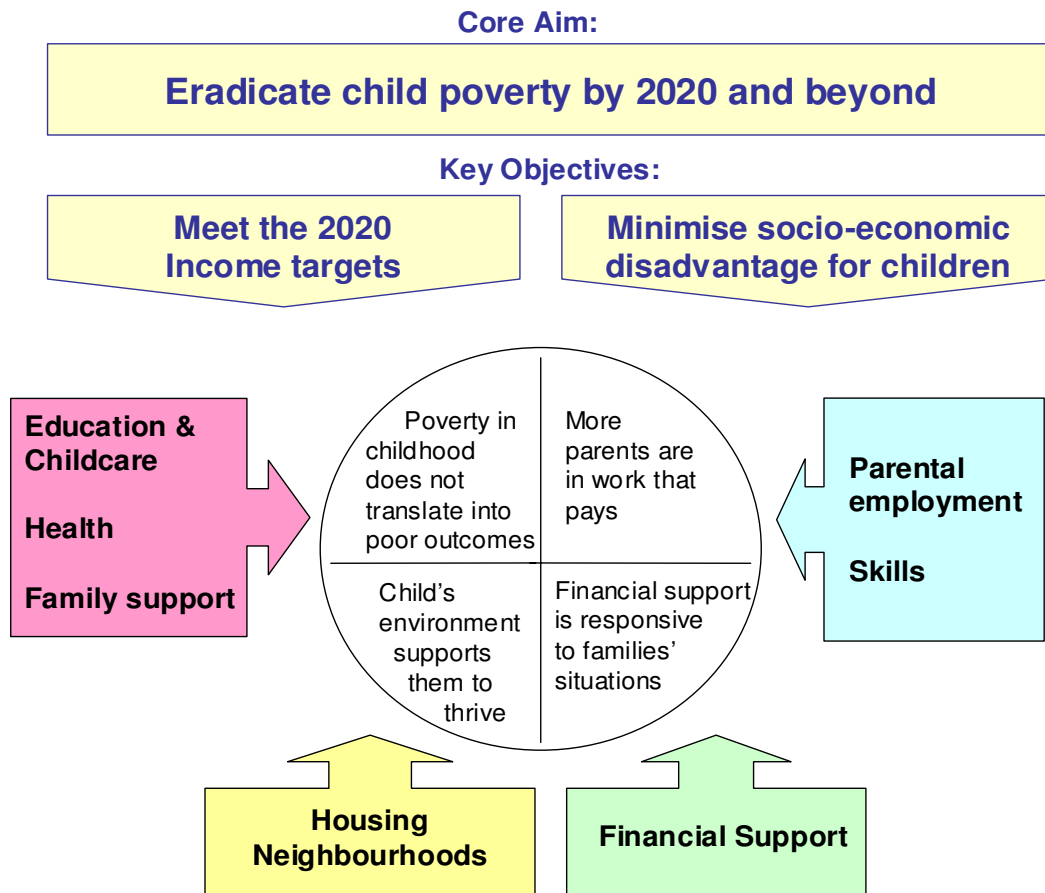 Core Aim:
Eradicate child poverty by 2020 and beyond
Key Objectives:
Meet the 2020
Income targets
Minimise socio-economic
disadvantage for children
Education &
Childcare
Health
Family support
Poverty in
childhood
does not
translate into
poor outcomes
More
parents are
in work that
pays
Parental
employment
Skills
Child's
environment
supports
them to
thrive
Financial support
is responsive
to families'
situations
Housing
Neighbourhoods
Financial Support